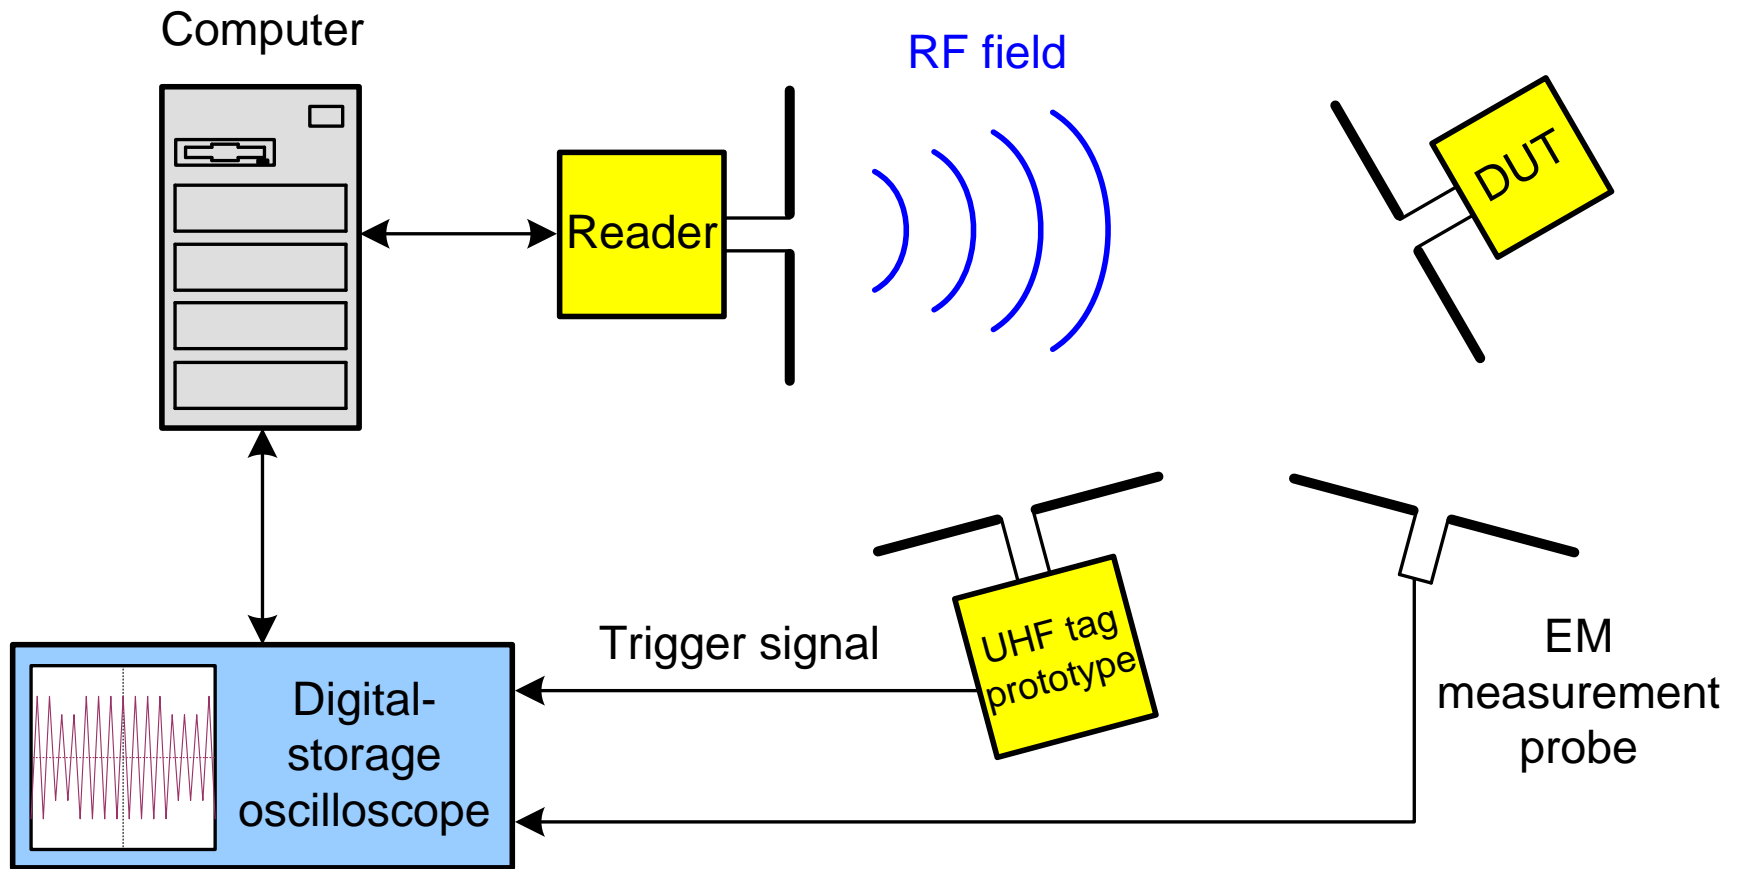 Computer
RF field
Reader
DUT
Trigger signal
UHF tag
prototype
EM
measurement
probe
Digital-
storage
oscilloscope